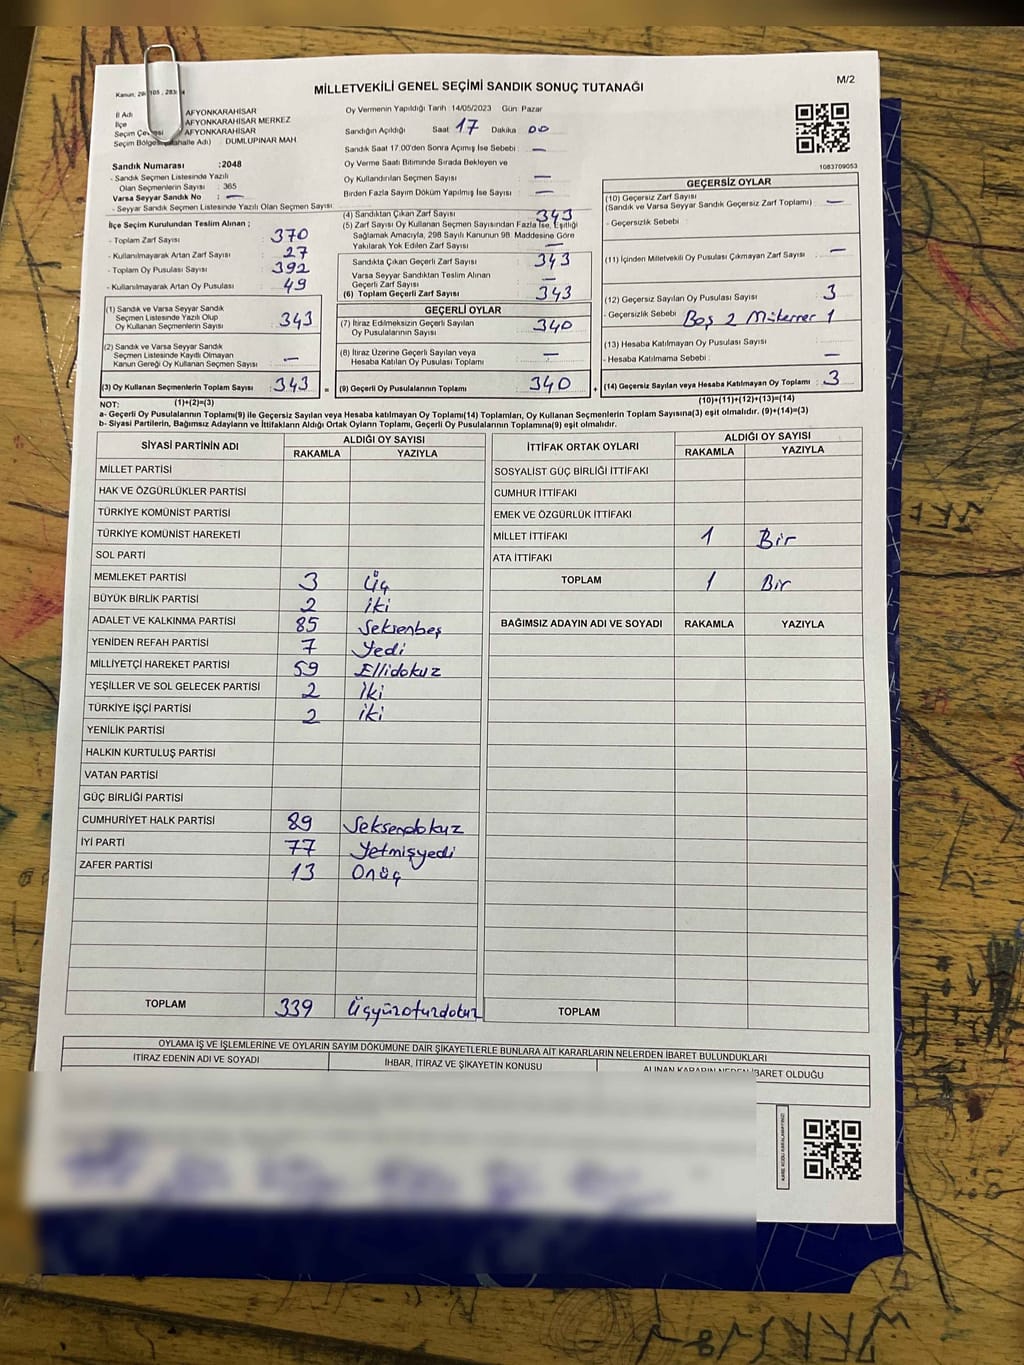 M/2
MİLLETVEKİLİ GENEL SEÇİMİ SANDIK SONUÇ TUTANAĞI
İl Adı AFYONKARAHİSAR
İlçe AFYONKARAHİSAR MERKEZ
AFYONKARAHİSAR
DUMLUPINAR MAH
Sandık Numarası :2048
- Sandık Seçmen Listesinde Yazılı
Olan Seçmenlerin Sayısı : 365
Varsa Seyyar Sandık No : —
- Seyyar Sandık Seçmen Listesinde Yazılı Olan Seçmen Sayısı
Oy Vermenin Yapıldığı Tarih :14/05/2023 Gün: Pazar
Sandığın Açıldığı Saat 17 Dakika 00
Sandık Saat 17.00'den Sonra Açılmış İse Sebebi : —
Oy Verme Saati Bitiminde Sırada Bekleyen ve
Oy Kullandırılan Seçmen Sayısı —
Birden Fazla Sayım Döküm Yapılmış İse Sayısı : —
1083709053
İlçe Seçim Kurulundan Teslim Alınan ;
- Toplam Zarf Sayısı 370
- Kullanılmayarak Artan Zarf Sayısı 27
- Toplam Oy Pusulası Sayısı 392
- Kullanılmayarak Artan Oy Pusulası 49
(1) Sandık ve Varsa Seyyar Sandık
Seçmen Listesinde Yazılı Olup
Oy Kullanan Seçmenlerin Sayısı 343
(2) Sandık ve Varsa Seyyar Sandık
Seçmen Listesinde Kayıtlı Olmayan
Kanun Gereği Oy Kullanan Seçmen Sayısı —
(3) Oy Kullanan Seçmenlerin Toplam Sayısı 343 =
(1)+(2)=(3)
(4) Sandıktan Çıkan Zarf Sayısı 343
(5) Zarf Sayısı Oy Kullanan Seçmen Sayısından Fazla İse, Eşitliği
Sağlamak Amacıyla, 298 Sayılı Kanunun 98. Maddesine Göre
Yakılarak Yok Edilen Zarf Sayısı —
Sandıkta Çıkan Geçerli Zarf Sayısı 343
Varsa Seyyar Sandıktan Teslim Alınan
Geçerli Zarf Sayısı —
(6) Toplam Geçerli Zarf Sayısı 343
GEÇERLİ OYLAR
(7) İtiraz Edilmeksizin Geçerli Sayılan
Oy Pusulalarının Sayısı 340
(8) İtiraz Üzerine Geçerli Sayılan veya
Hesaba Katılan Oy Pusulası Toplamı —
(9) Geçerli Oy Pusulalarının Toplamı 340 +
GEÇERSİZ OYLAR
(10) Geçersiz Zarf Sayısı
(Sandık ve Varsa Seyyar Sandık Geçersiz Zarf Toplamı) —
- Geçersizlik Sebebi
(11) İçinden Milletvekili Oy Pusulası Çıkmayan Zarf Sayısı —
(12) Geçersiz Sayılan Oy Pusulası Sayısı 3
- Geçersizlik Sebebi Boş 2 Mükerrer 1
(13) Hesaba Katılmayan Oy Pusulası Sayısı
- Hesaba Katılmama Sebebi : —
(14) Geçersiz Sayılan veya Hesaba Katılmayan Oy Toplamı 3
(10)+(11)+(12)+(13)=(14)
NOT:
a- Geçerli Oy Pusulalarının Toplamı(9) ile Geçersiz Sayılan veya Hesaba Katılmayan Oy Toplamı(14) Toplamları, Oy Kullanan Seçmenlerin Toplam Sayısına(3) eşit olmalıdır. (9)+(14)=(3)
b- Siyasi Partilerin, Bağımsız Adayların ve İttifakların Aldığı Ortak Oyların Toplamı, Geçerli Oy Pusulalarının Toplamına(9) eşit olmalıdır.
SİYASİ PARTİNİN ADI ALDIĞI OY SAYISI
RAKAMLA YAZIYLA
MİLLET PARTİSİ
HAK VE ÖZGÜRLÜKLER PARTİSİ
TÜRKİYE KOMÜNİST PARTİSİ
TÜRKİYE KOMÜNİST HAREKETİ
SOL PARTİ
MEMLEKET PARTİSİ 3 Üç
BÜYÜK BİRLİK PARTİSİ 2 iki
ADALET VE KALKINMA PARTİSİ 85 Seksenbeş
YENİDEN REFAH PARTİSİ 7 Yedi
MİLLİYETÇİ HAREKET PARTİSİ 59 Ellidokuz
YEŞİLLER VE SOL GELECEK PARTİSİ 2 İki
TÜRKİYE İŞÇİ PARTİSİ 2 iki
YENİLİK PARTİSİ
HALKIN KURTULUŞ PARTİSİ
VATAN PARTİSİ
GÜÇ BİRLİĞİ PARTİSİ
CUMHURİYET HALK PARTİSİ 89 Seksendokuz
İYİ PARTİ 77 Yetmişyedi
ZAFER PARTİSİ 13 Onüç
TOPLAM 339 Üçyüzotuzdokuz
İTTİFAK ORTAK OYLARI ALDIĞI OY SAYISI
RAKAMLA YAZIYLA
SOSYALİST GÜÇ BİRLİĞİ İTTİFAKI
CUMHUR İTTİFAKI
EMEK VE ÖZGÜRLÜK İTTİFAKI
MİLLET İTTİFAKI 1 Bir
ATA İTTİFAKI
TOPLAM 1 Bir
BAĞIMSIZ ADAYIN ADI VE SOYADI RAKAMLA YAZIYLA
TOPLAM
OYLAMA İŞ VE İŞLEMLERİNE VE OYLARIN SAYIM DÖKÜMÜNE DAİR ŞİKAYETLERLE BUNLARA AİT KARARLARIN NELERDEN İBARET BULUNDUKLARI
İTİRAZ EDENİN ADI VE SOYADI İHBAR, İTİRAZ VE ŞİKAYETİN KONUSU ALINAN KARARIN NEDEN İBARET OLDUĞU